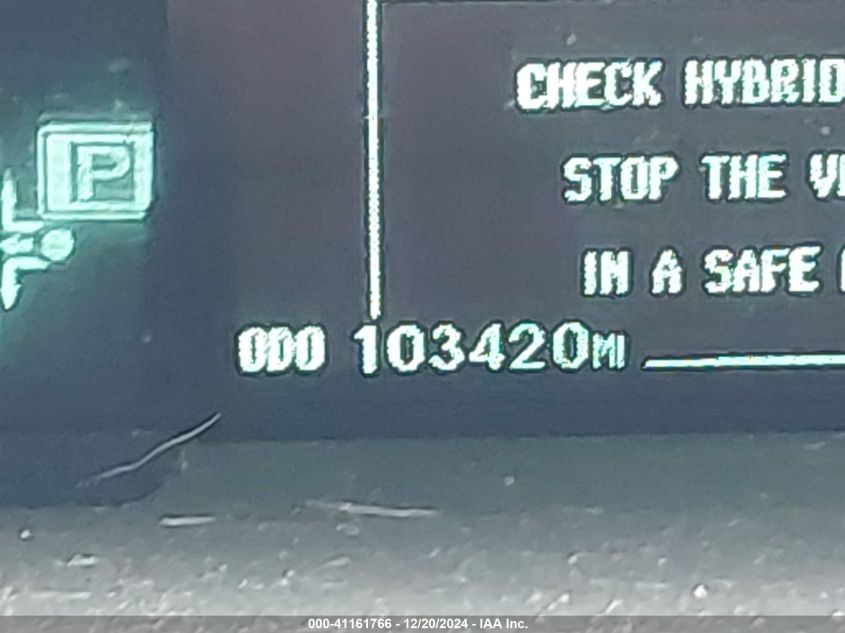 CHECK HYBRID
STOP THE
IN A SAFE
P
ODO 103420MI
000-41161766 - 12/20/2024 - IAA Inc.